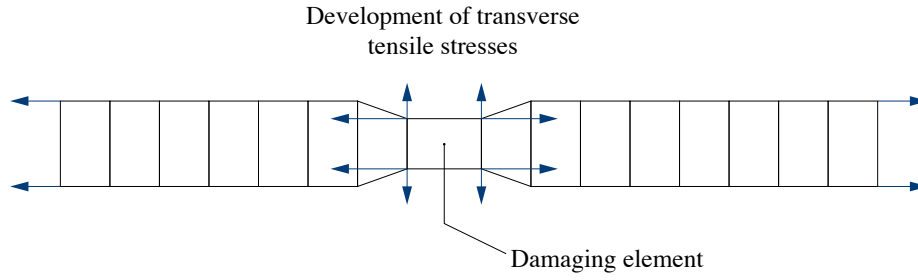 Development of transverse
tensile stresses
Damaging element